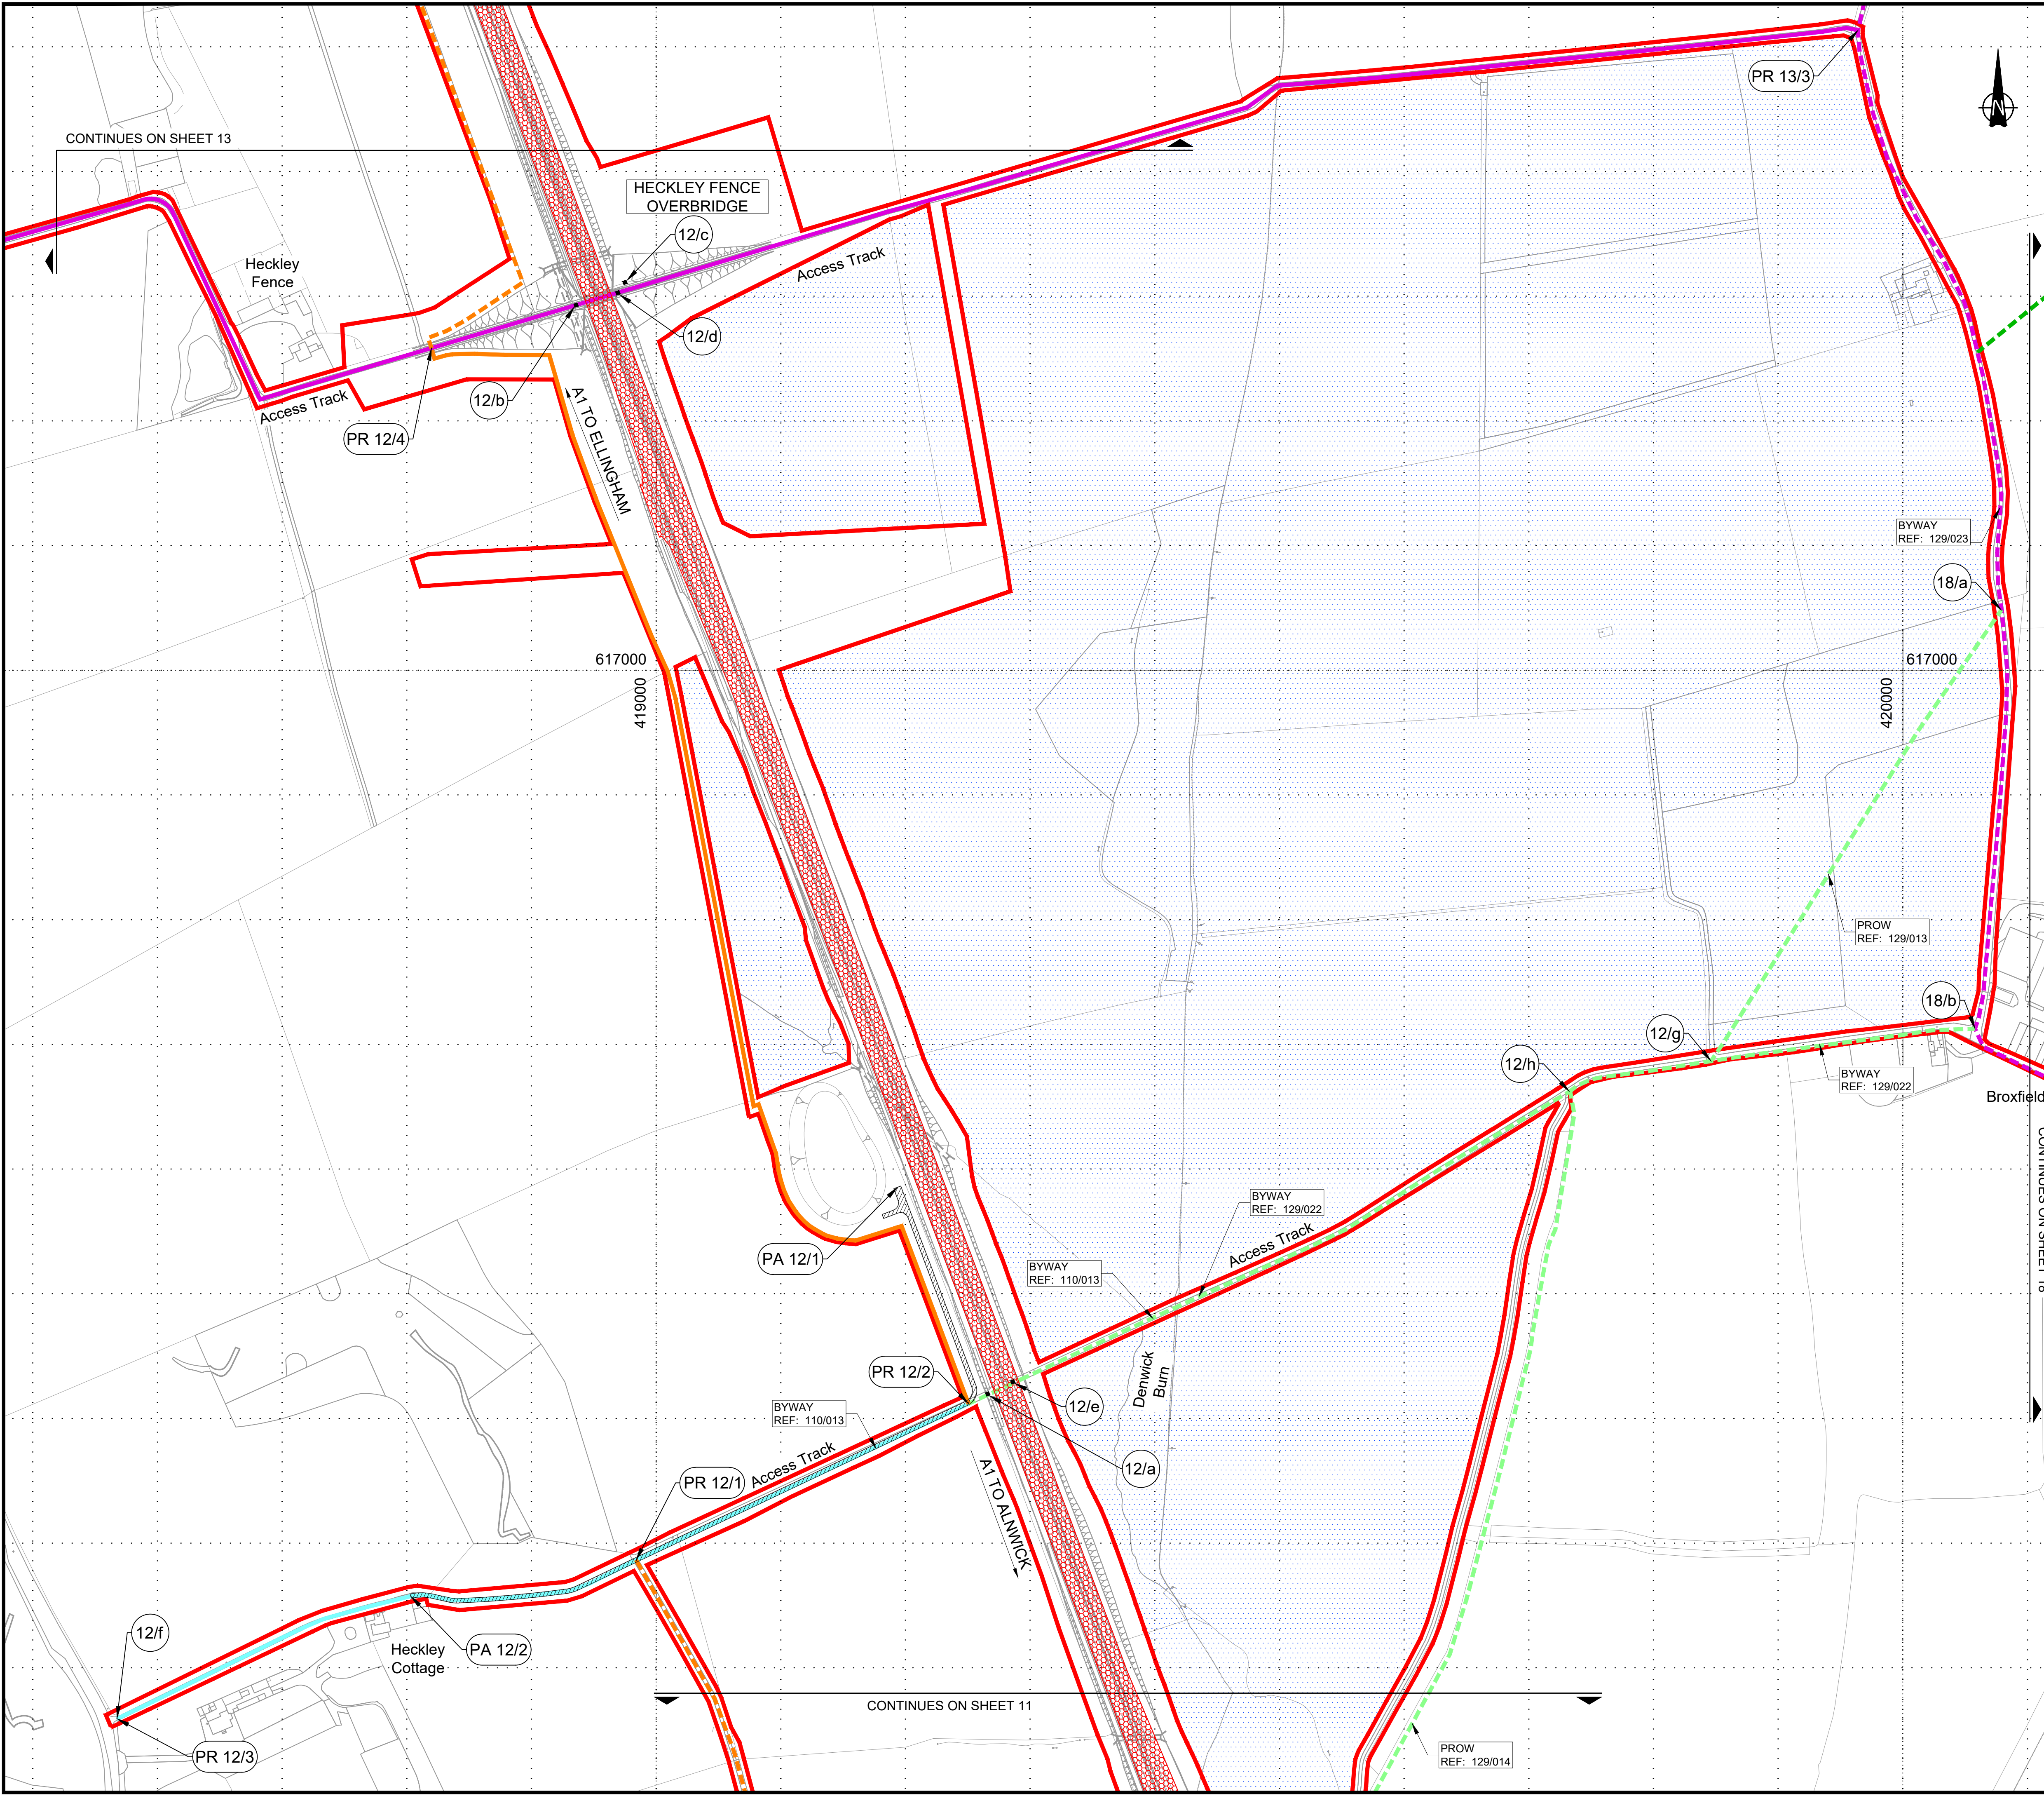 PR 13/3
N
CONTINUES ON SHEET 13
HECKLEY FENCE
OVERBRIDGE
12/c
Heckley
Fence
Access Track
12/d
12/b
Access Track
PR 12/4
A1 TO ELLINGHAM
BYWAY
REF: 129/023
18/a
617000
617000
419000
420000
PROW
REF: 129/013
18/b
12/g
12/h
BYWAY
REF: 129/022
Broxfield
CONTINUES ON SHEET 18
BYWAY
REF: 129/022
Access Track
PA 12/1
BYWAY
REF: 110/013
Denwick
Burn
PR 12/2
12/e
BYWAY
REF: 110/013
Access Track
12/a
PR 12/1
A1 TO ALNWICK
12/f
PA 12/2
Heckley
Cottage
CONTINUES ON SHEET 11
PR 12/3
PROW
REF: 129/014